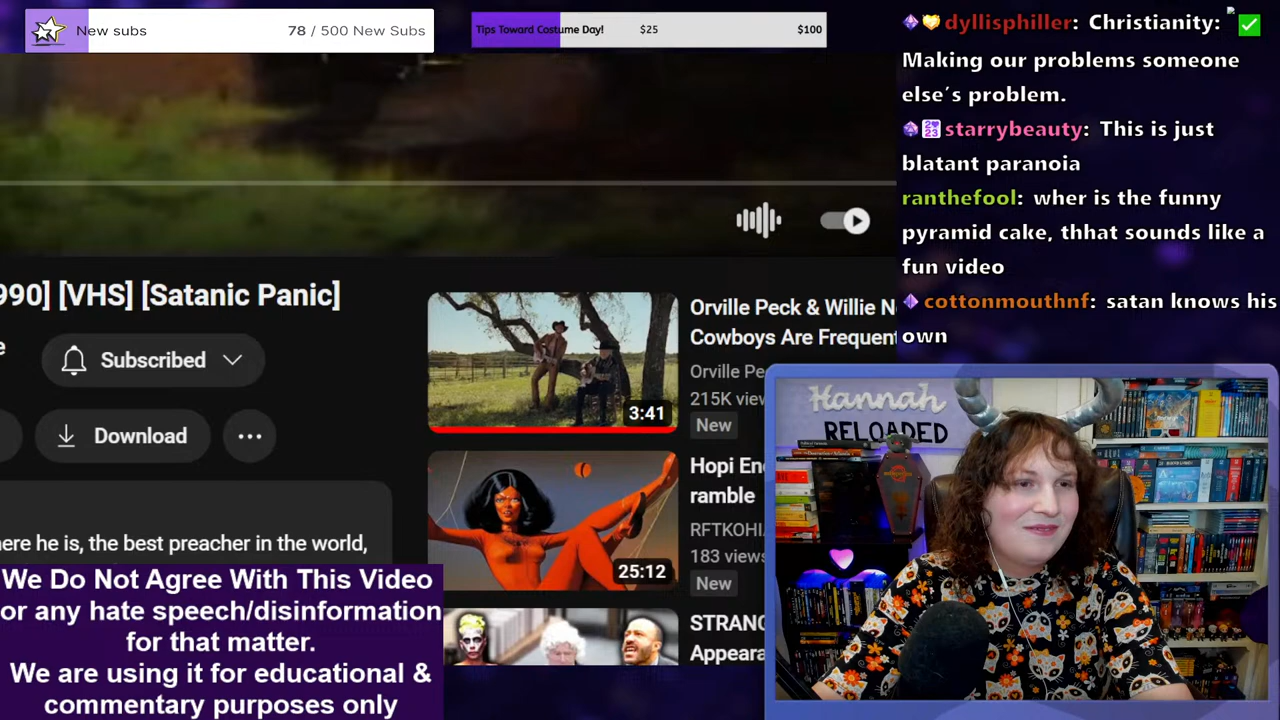 New subs
78 / 500 New Subs
Tips Toward Costume Day!
$25
$100
dyllisphiller: Christianity:
Making our problems someone
else's problem.
starrybeauty: This is just
blatant paranoia
ranthefool: wher is the funny
pyramid cake, thhat sounds like a
fun video
cottonmouthnf: satan knows his
own
990] [VHS] [Satanic Panic]
Subscribed
Download
here he is, the best preacher in the world,
We Do Not Agree With This Video
or any hate speech/disinformation
for that matter.
We are using it for educational &
commentary purposes only
3:41
Orville Peck & Willie N
Cowboys Are Frequent
Orville Pe
215K view
New
25:12
Hopi En
ramble
RFTKOHI
183 views
New
STRANG
Appeara
Hannah
RELOADED